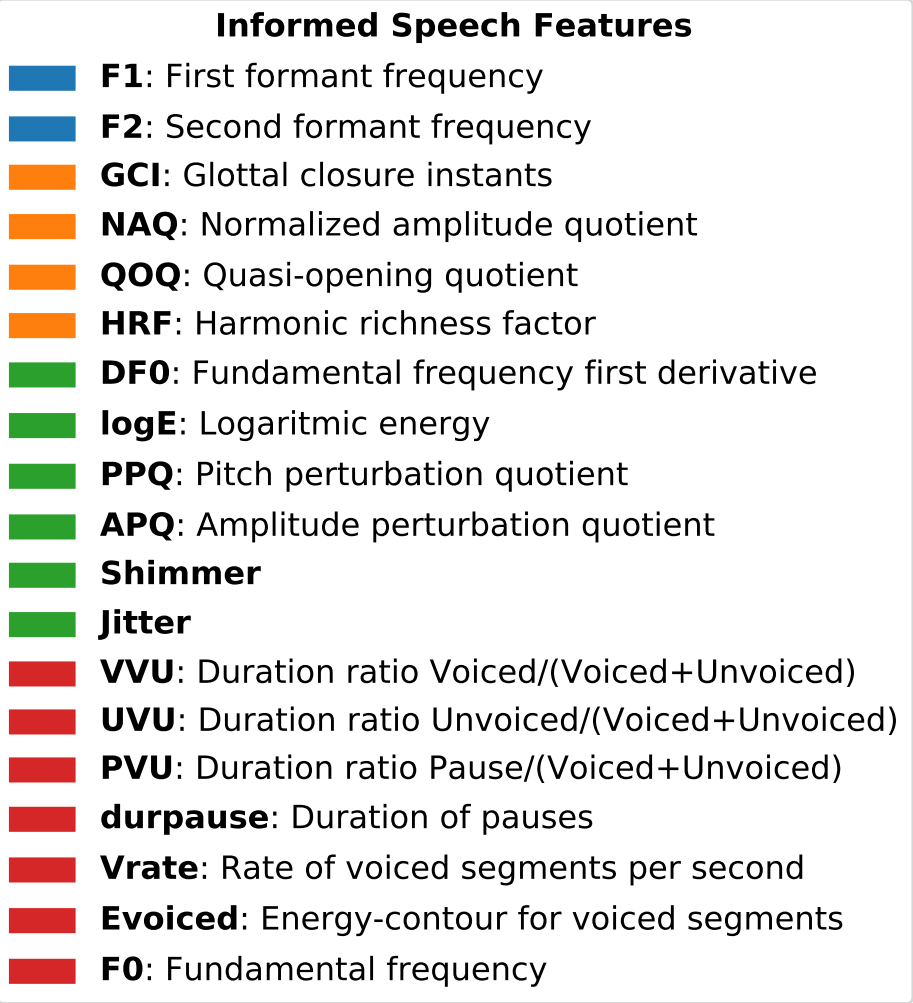 Informed Speech Features
F1: First formant frequency
F2: Second formant frequency
GCI: Glottal closure instants
NAQ: Normalized amplitude quotient
QOQ: Quasi-opening quotient
HRF: Harmonic richness factor
DF0: Fundamental frequency first derivative
logE: Logaritmic energy
PPQ: Pitch perturbation quotient
APQ: Amplitude perturbation quotient
Shimmer
Jitter
VVU: Duration ratio Voiced/(Voiced+Unvoiced)
UVU: Duration ratio Unvoiced/(Voiced+Unvoiced)
PVU: Duration ratio Pause/(Voiced+Unvoiced)
durpause: Duration of pauses
Vrate: Rate of voiced segments per second
Evoiced: Energy-contour for voiced segments
F0: Fundamental frequency